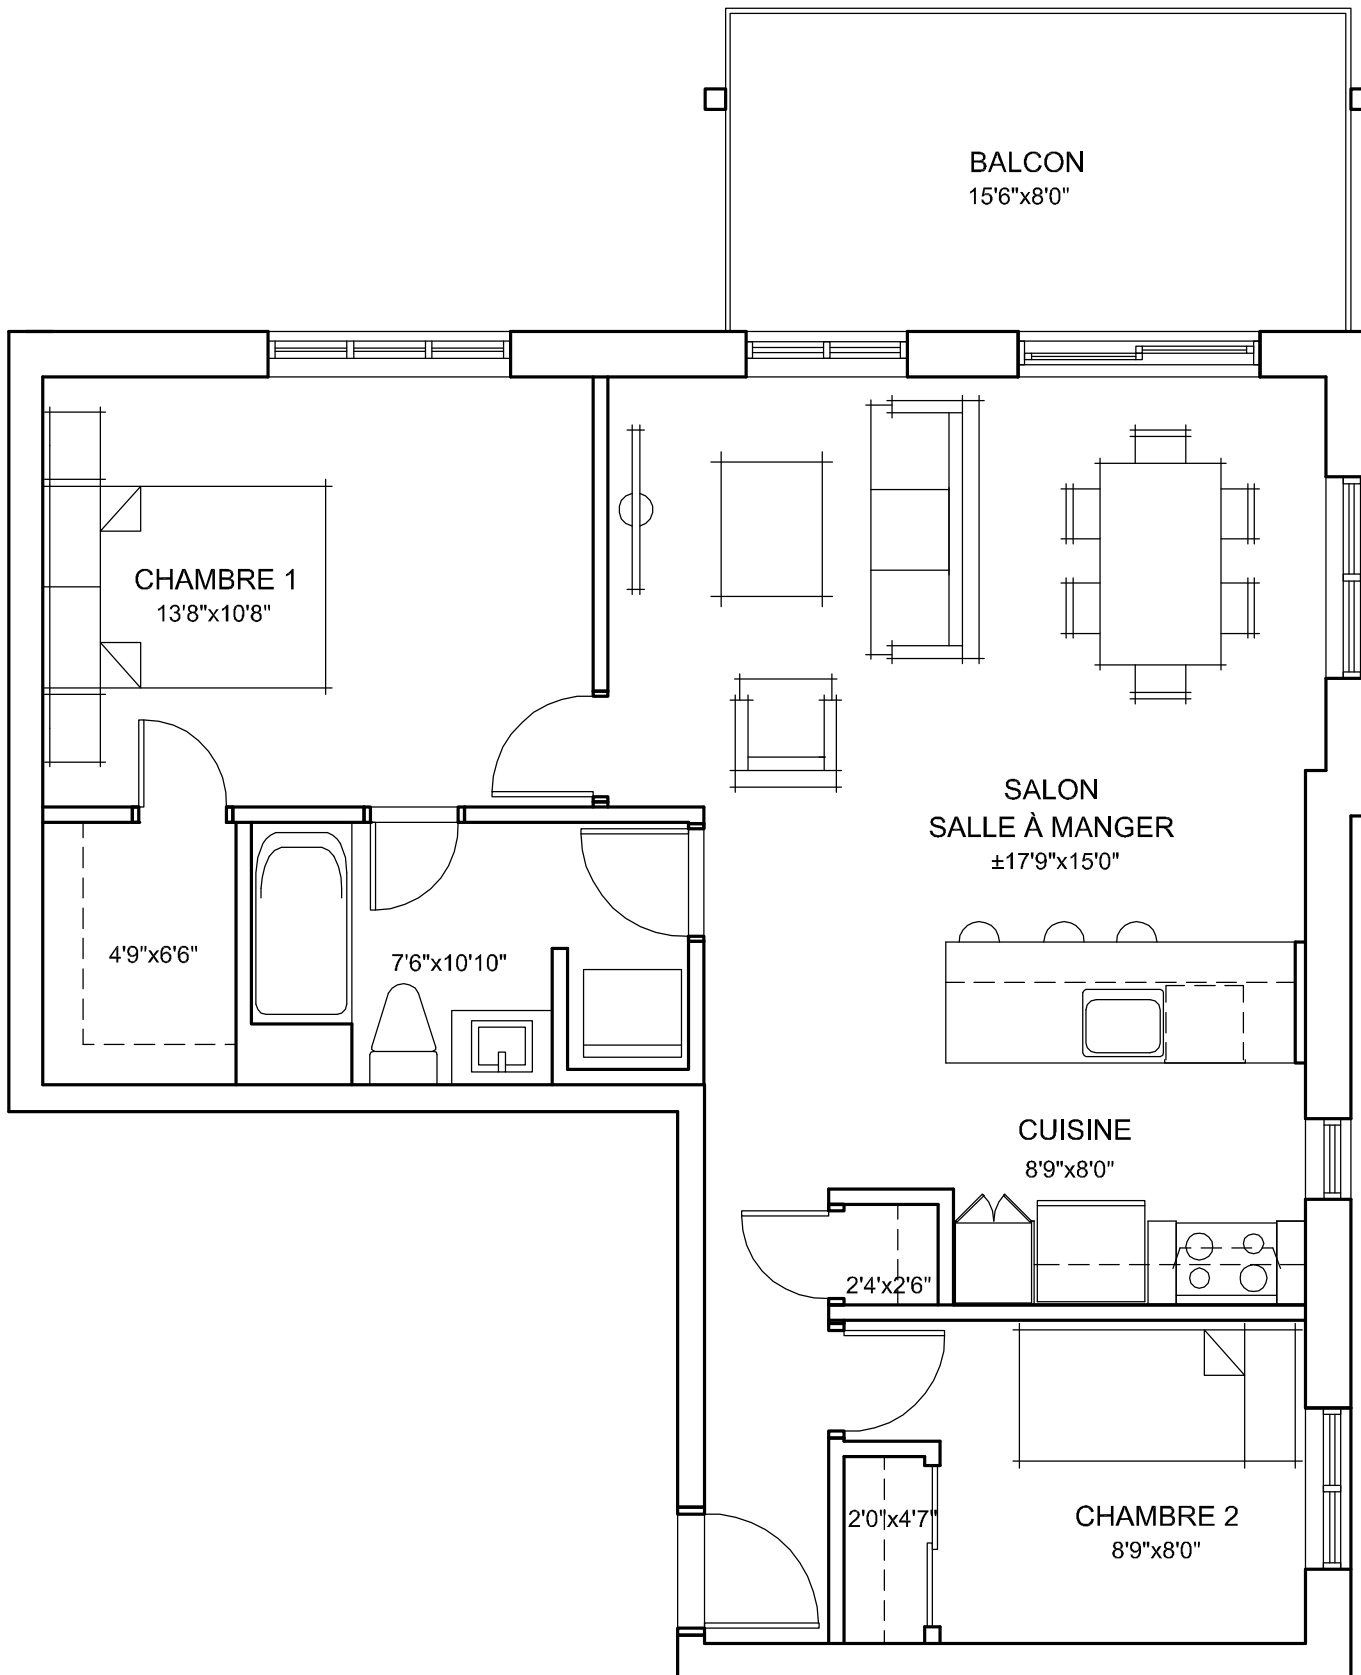 BALCON
15'6"x8'0"
CHAMBRE 1
13'8"x10'8"
SALON
SALLE À MANGER
±17'9"x15'0"
4'9"x6'6"
7'6"x10'10"
CUISINE
8'9"x8'0"
2'4'x2'6"
CHAMBRE 2
8'9"x8'0"
2'0"x4'7"